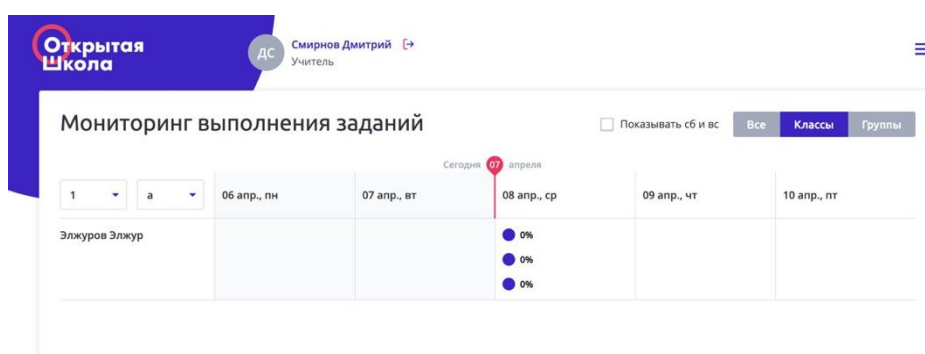 Открытая
Школа
ДС
Смирнов Дмитрий
Учитель
Мониторинг выполнения заданий
Показывать сб и вс
Все
Классы
Группы
Сегодня 07 апреля
1
а
06 апр., пн
07 апр., вт
08 апр., ср
09 апр., чт
10 апр., пт
Элжуров Элжур
0%
0%
0%